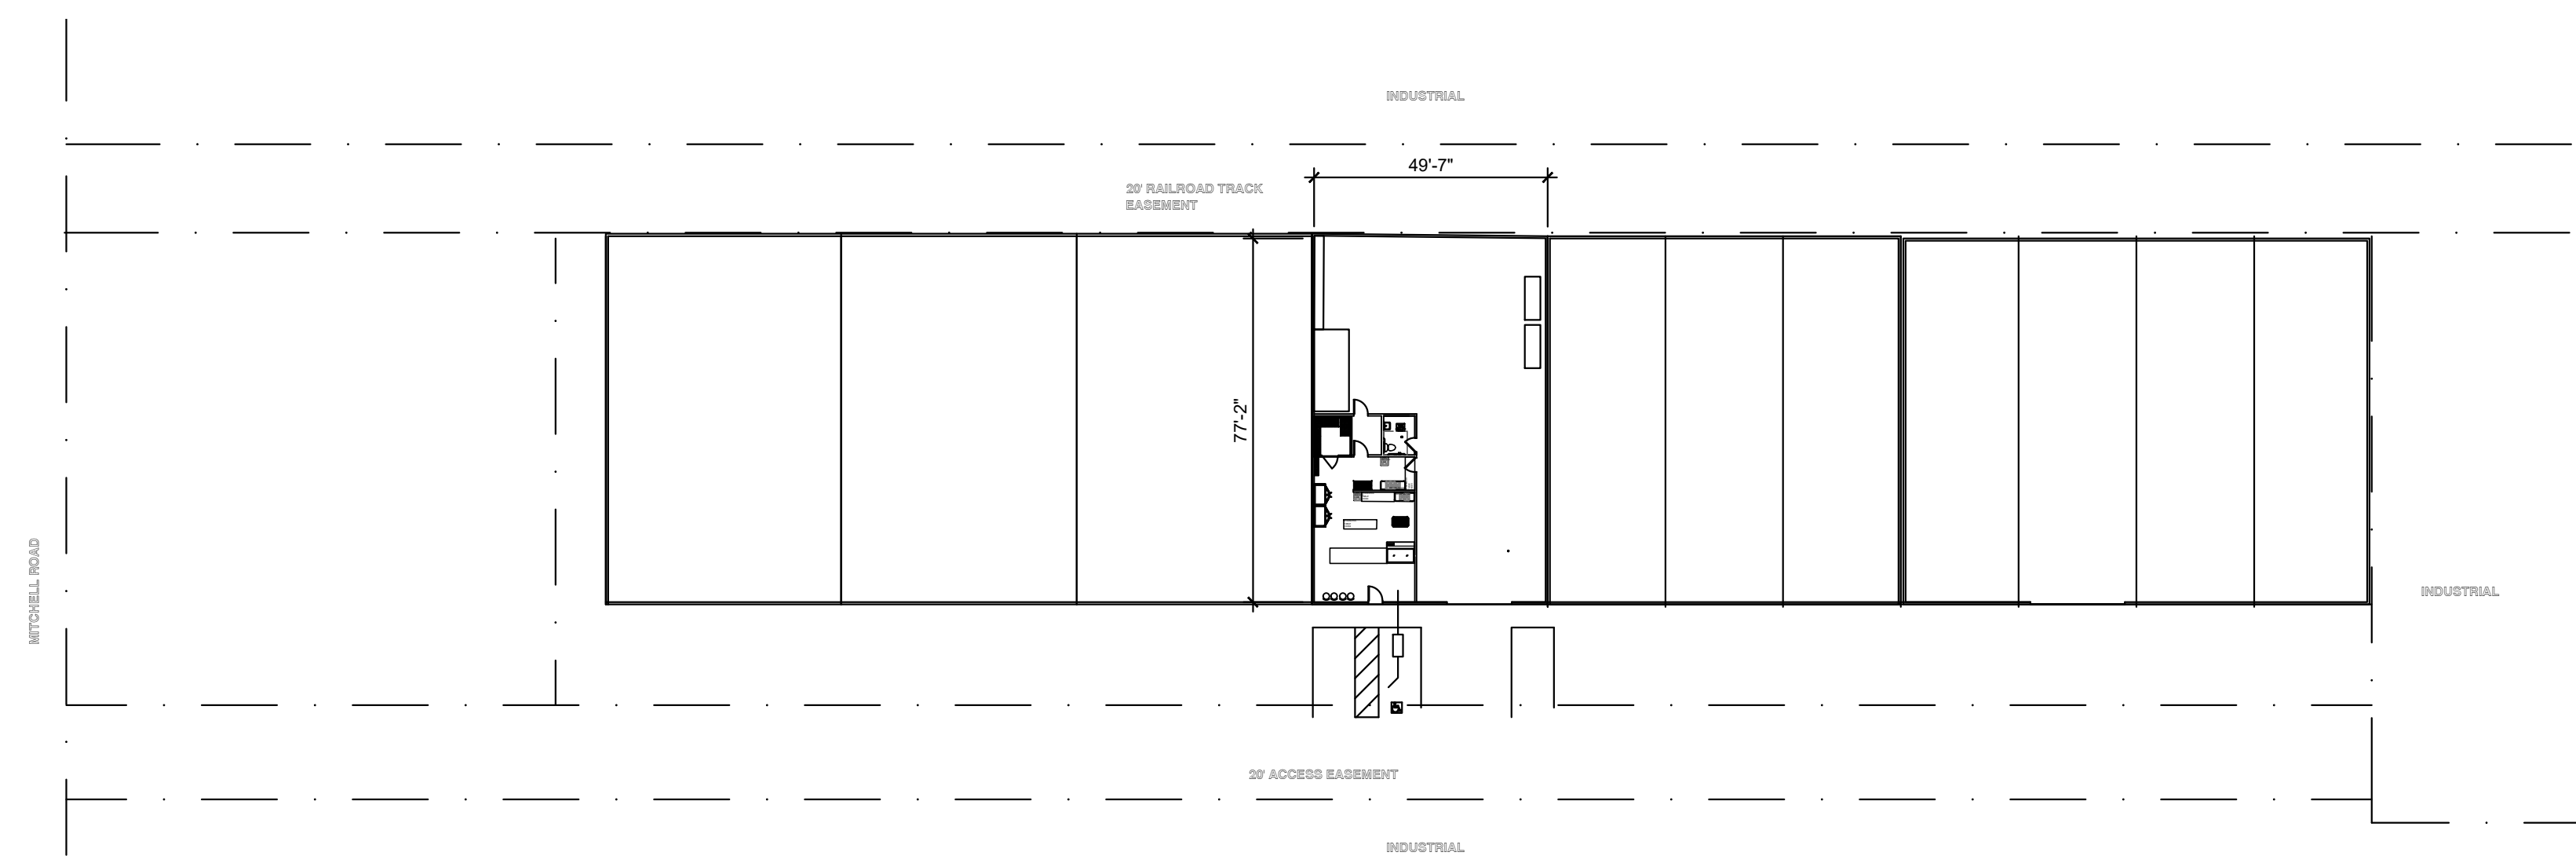 INDUSTRIAL
49'-7"
20' RAILROAD TRACK
EASEMENT
77'-2"
MITCHELL ROAD
INDUSTRIAL
20' ACCESS EASEMENT
INDUSTRIAL